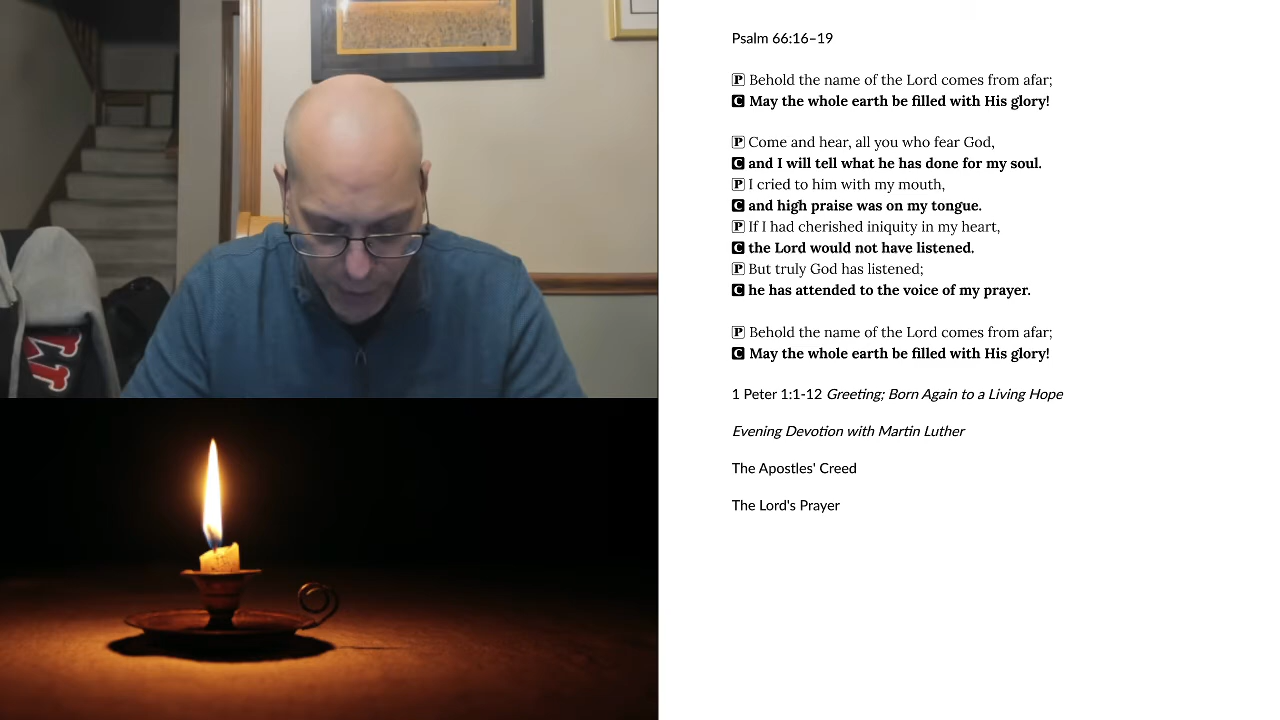 Psalm 66:16–19
P Behold the name of the Lord comes from afar;
C May the whole earth be filled with His glory!
P Come and hear, all you who fear God,
C and I will tell what he has done for my soul.
P I cried to him with my mouth,
C and high praise was on my tongue.
P If I had cherished iniquity in my heart,
C the Lord would not have listened.
P But truly God has listened;
C he has attended to the voice of my prayer.
P Behold the name of the Lord comes from afar;
C May the whole earth be filled with His glory!
1 Peter 1:1-12 Greeting; Born Again to a Living Hope
Evening Devotion with Martin Luther
The Apostles' Creed
The Lord's Prayer